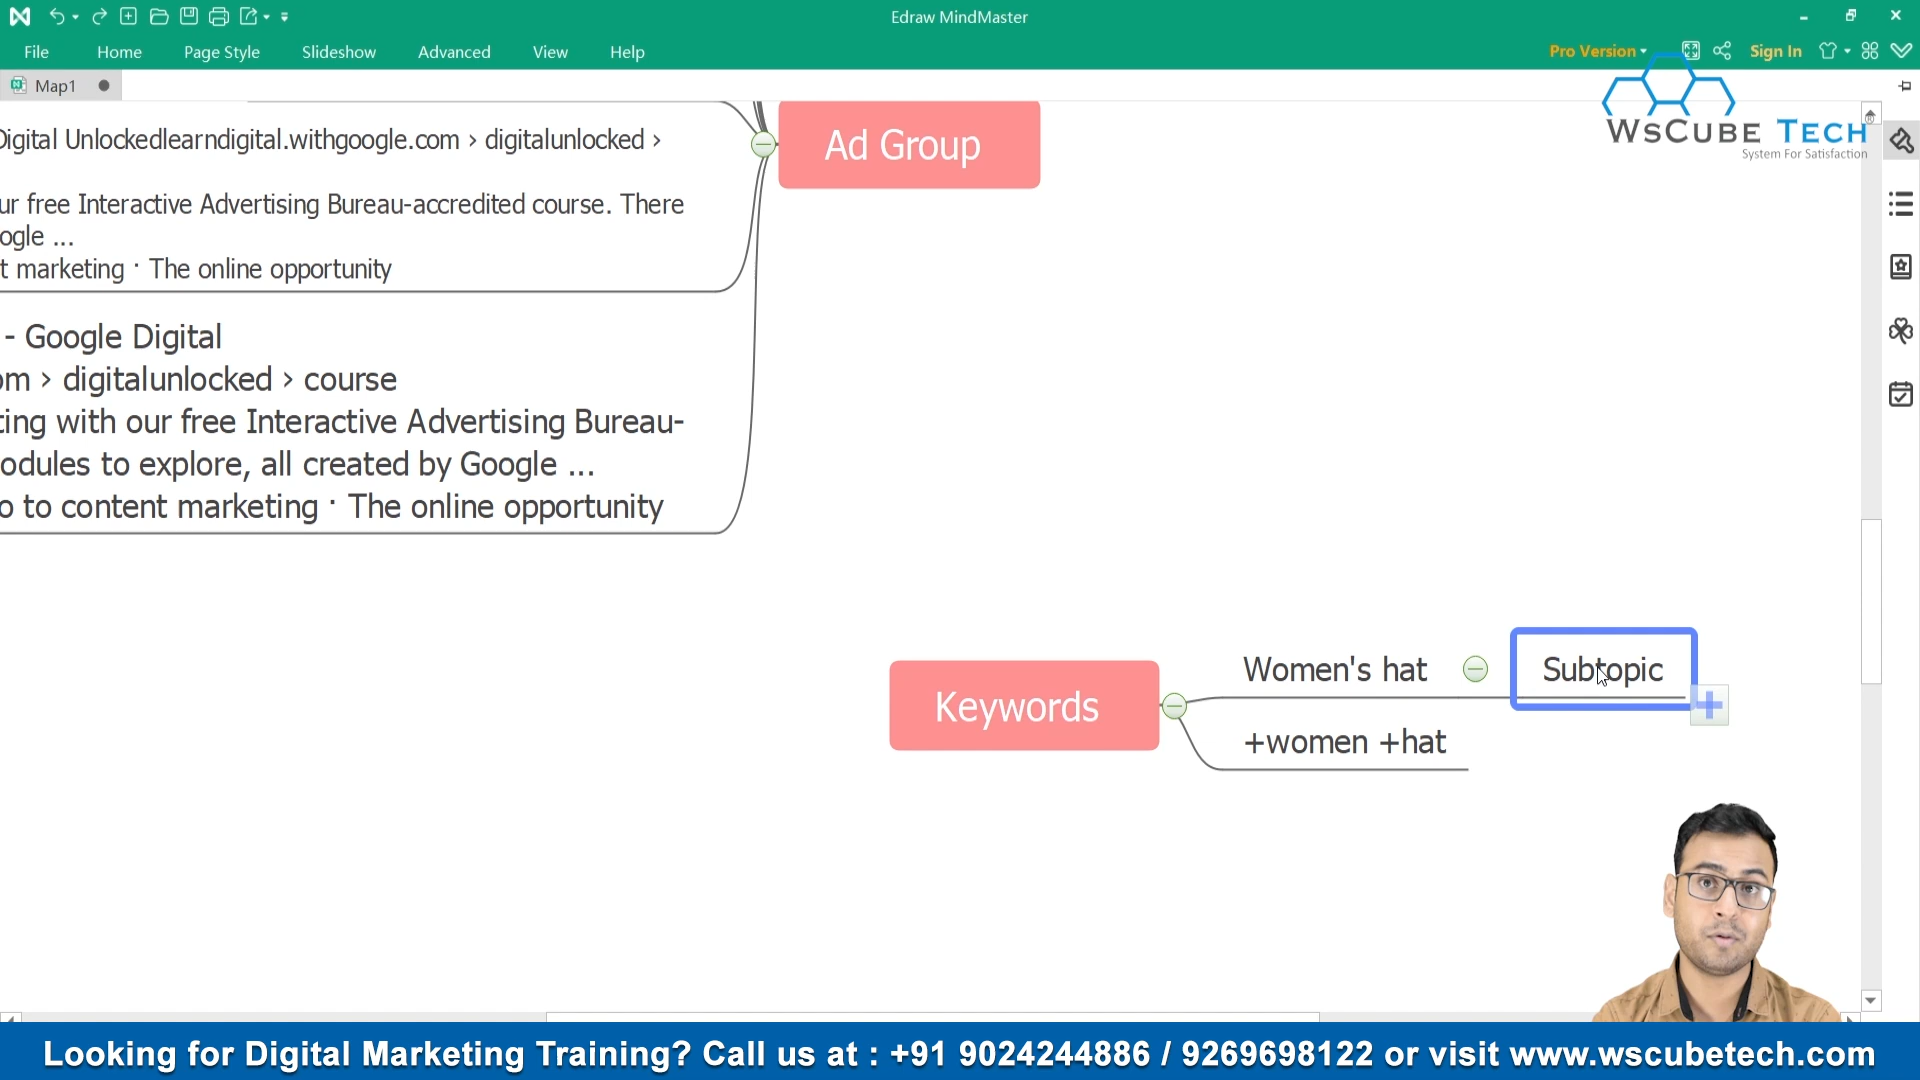 Edraw MindMaster
File Home Page Style Slideshow Advanced View Help Pro Version Sign In
Map1
WsCube Tech
System For Satisfaction
Digital Unlockedlearndigital.withgoogle.com › digitalunlocked ›
ur free Interactive Advertising Bureau-accredited course. There
ogle ...
t marketing · The online opportunity
Ad Group
- Google Digital
om › digitalunlocked › course
ting with our free Interactive Advertising Bureau-
odules to explore, all created by Google ...
o to content marketing · The online opportunity
Keywords
Women's hat
Subtopic
+women +hat
Looking for Digital Marketing Training? Call us at : +91 9024244886 / 9269698122 or visit www.wscubetech.com